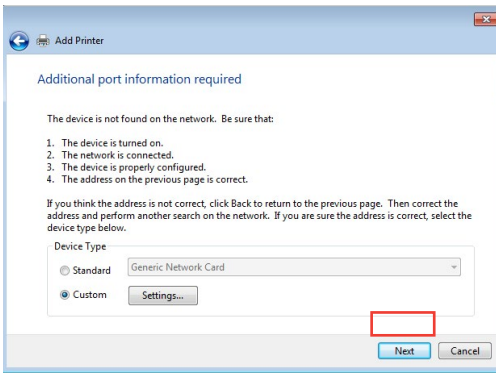 Add Printer
Additional port information required
The device is not found on the network. Be sure that:
1. The device is turned on.
2. The network is connected.
3. The device is properly configured.
4. The address on the previous page is correct.
If you think the address is not correct, click Back to return to the previous page. Then correct the
address and perform another search on the network. If you are sure the address is correct, select the
device type below.
Device Type
Standard Generic Network Card
Custom Settings...
Next Cancel